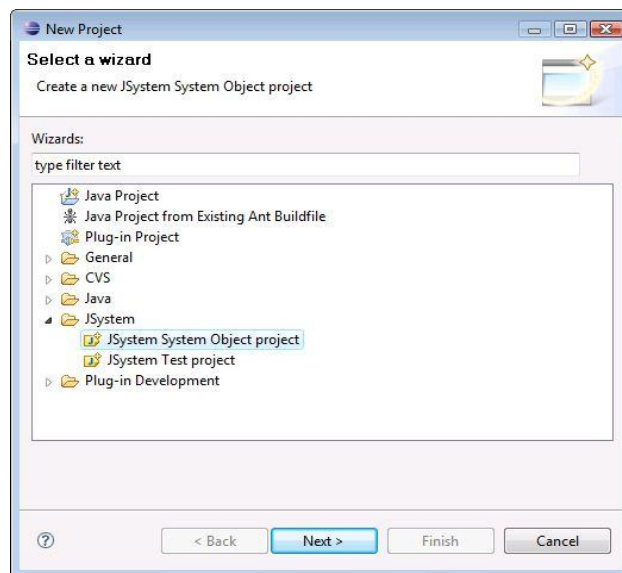 New Project
Select a wizard
Create a new JSystem System Object project
Wizards:
type filter text
Java Project
Java Project from Existing Ant Buildfile
Plug-in Project
General
CVS
Java
JSystem
JSystem System Object project
JSystem Test project
Plug-in Development
?
< Back
Next >
Finish
Cancel